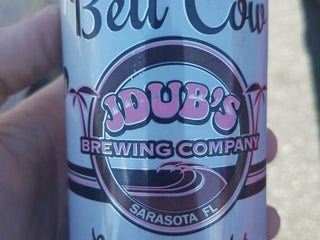 Bell Cow
JDUB'S
BREWING COMPANY
SARASOTA FL